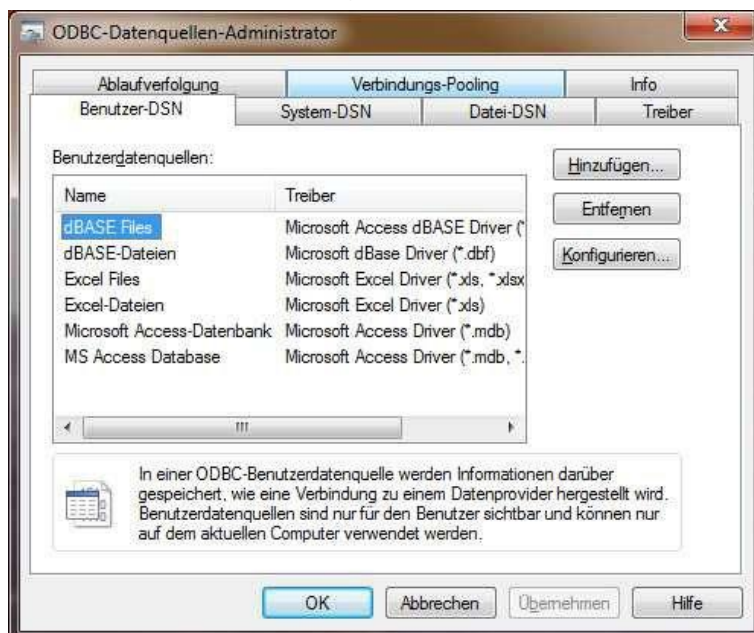 ODBC-Datenquellen-Administrator
Ablaufverfolgung Verbindungs-Pooling Info
Benutzer-DSN System-DSN Datei-DSN Treiber
Benutzerdatenquellen:
Hinzufügen...
Name Treiber
Entfernen
dBASE Files Microsoft Access dBASE Driver (*
dBASE-Dateien Microsoft dBase Driver (*.dbf)
Konfigurieren...
Excel Files Microsoft Excel Driver (*.xls, *.xlsx
Excel-Dateien Microsoft Excel Driver (*.xls)
Microsoft Access-Datenbank Microsoft Access Driver (*.mdb)
MS Access Database Microsoft Access Driver (*.mdb, *.
In einer ODBC-Benutzerdatenquelle werden Informationen darüber
gespeichert, wie eine Verbindung zu einem Datenprovider hergestellt wird.
Benutzerdatenquellen sind nur für den Benutzer sichtbar und können nur
auf dem aktuellen Computer verwendet werden.
OK Abbrechen Übernehmen Hilfe